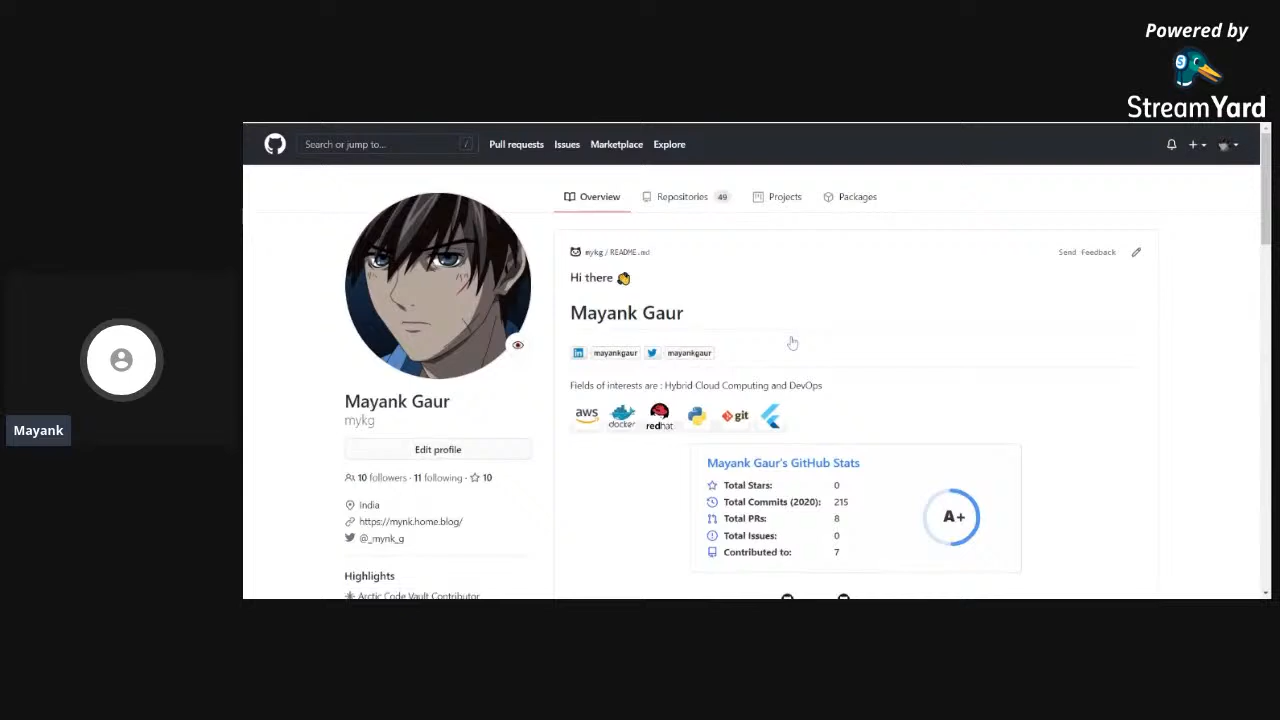 Powered by
StreamYard
Search or jump to... /
Pull requests Issues Marketplace Explore
Overview Repositories 49 Projects Packages
mykg / README.md Send feedback
Hi there
Mayank Gaur
mayankgaur mayankgaur
Fields of interests are : Hybrid Cloud Computing and DevOps
aws docker redhat git
Mayank Gaur's GitHub Stats
Total Stars: 0
Total Commits (2020): 215
Total PRs: 8
Total Issues: 0
Contributed to: 7
A+
Mayank Gaur
mykg
Edit profile
10 followers · 11 following · 10
India
https://mynk.home.blog/
@_mynk_g
Highlights
Arctic Code Vault Contributor
Mayank